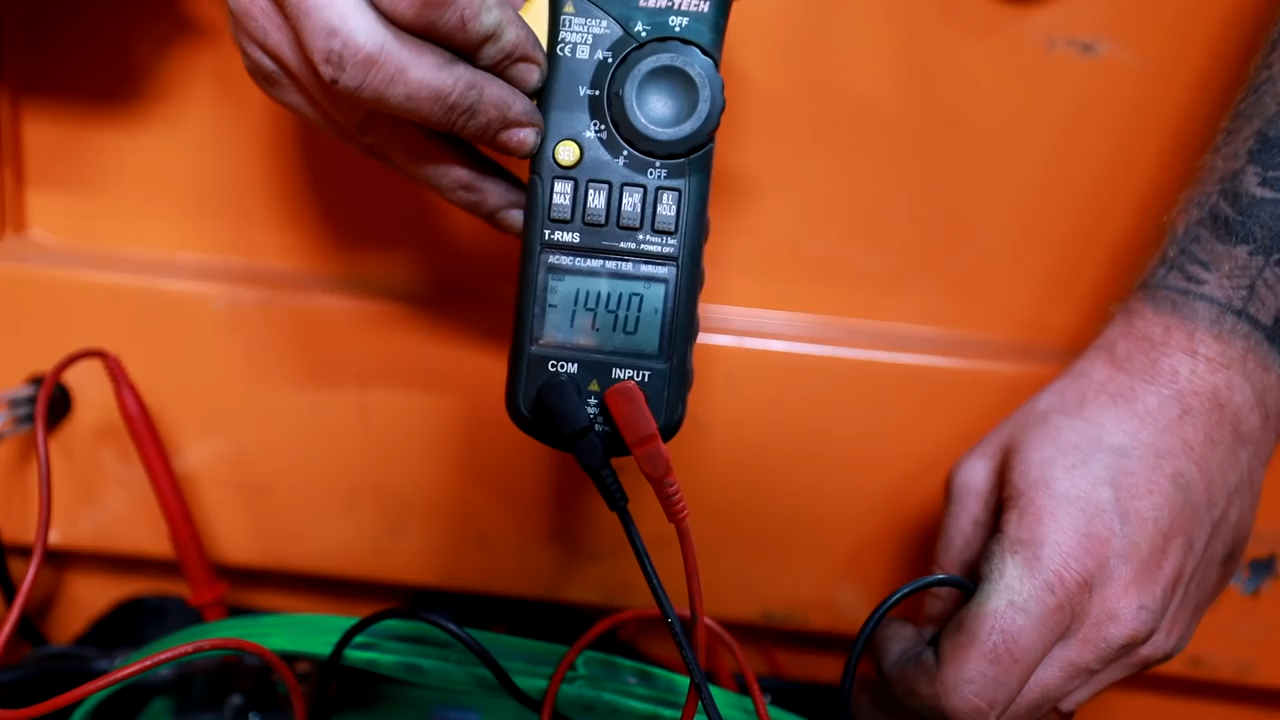 CEN-TECH
OFF
A~
600 CAT.III
MAX 600A
P98675
CE
A
V
Ω
SEL
OFF
MIN MAX
RAN
Hz/%
B.L HOLD
T-RMS
Press 2 Sec
AUTO - POWER OFF
AC/DC CLAMP METER INRUSH
-14.40
COM INPUT